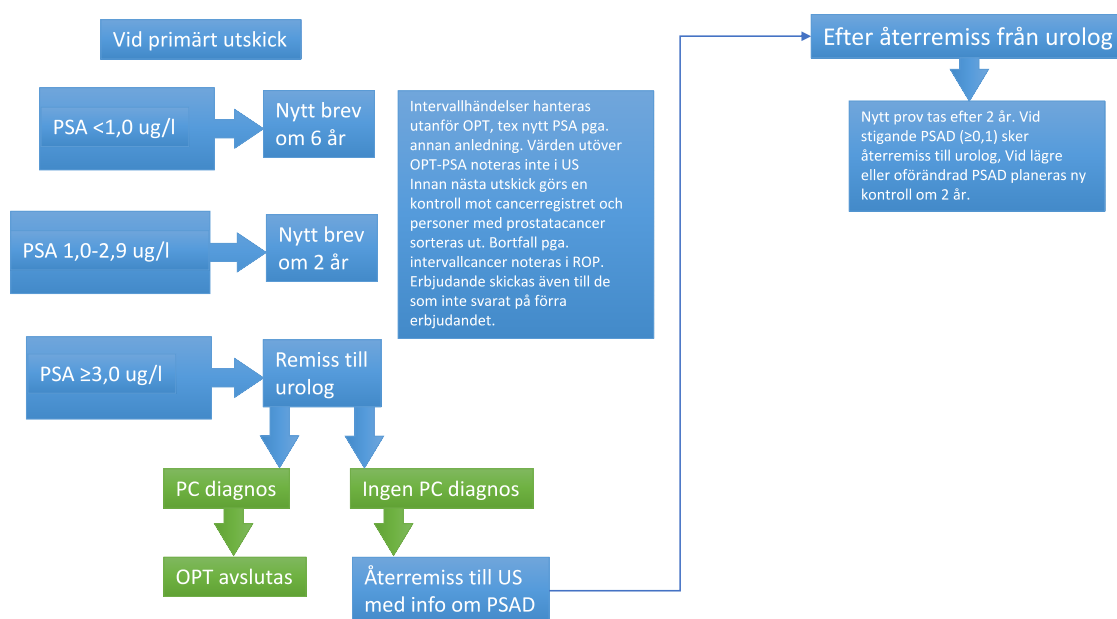 Vid primärt utskick
PSA <1,0 ug/l
Nytt brev
om 6 år
PSA 1,0-2,9 ug/l
Nytt brev
om 2 år
PSA ≥3,0 ug/l
Remiss till
urolog
PC diagnos
Ingen PC diagnos
OPT avslutas
Återremiss till US
med info om PSAD
Intervallhändelser hanteras
utanför OPT, tex nytt PSA pga.
annan anledning. Värden utöver
OPT-PSA noteras inte i US
Innan nästa utskick görs en
kontroll mot cancerregistret och
personer med prostatacancer
sorteras ut. Bortfall pga.
intervallcancer noteras i ROP.
Erbjudande skickas även till de
som inte svarat på förra
erbjudandet.
Efter återremiss från urolog
Nytt prov tas efter 2 år. Vid
stigande PSAD (≥0,1) sker
återremiss till urolog, Vid lägre
eller oförändrad PSAD planeras ny
kontroll om 2 år.